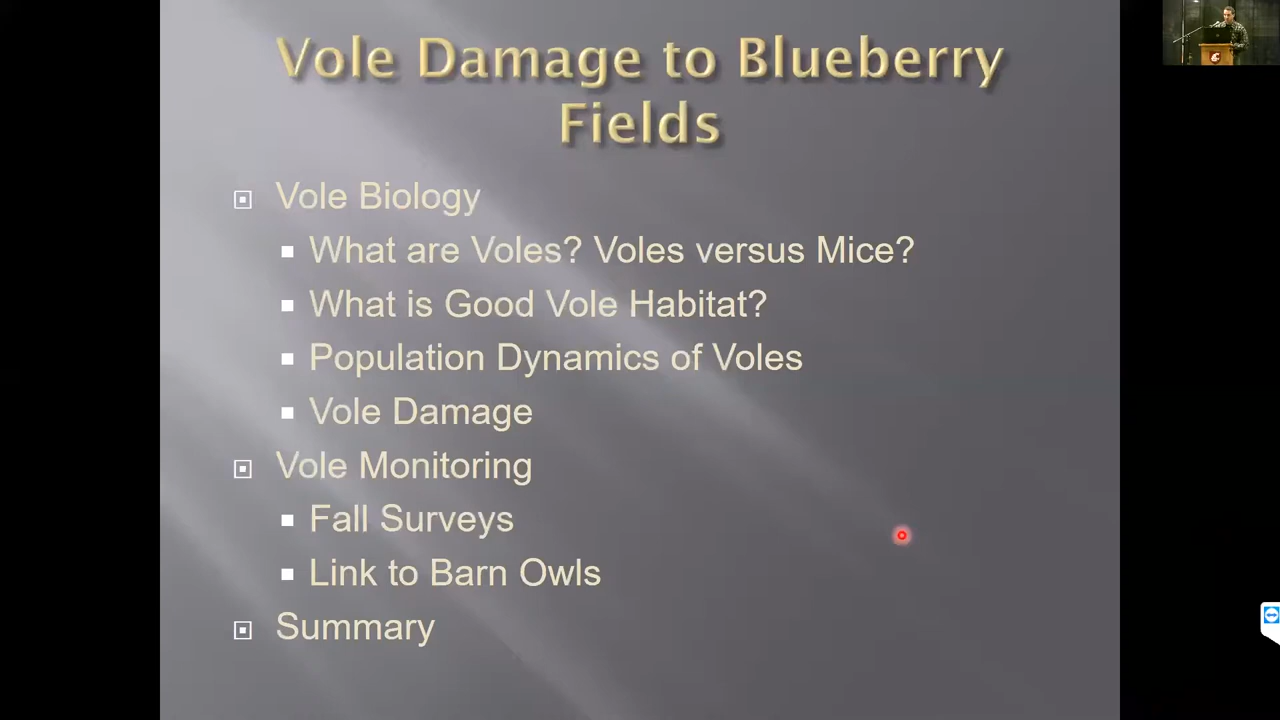 Vole Damage to Blueberry
Fields
Vole Biology
What are Voles? Voles versus Mice?
What is Good Vole Habitat?
Population Dynamics of Voles
Vole Damage
Vole Monitoring
Fall Surveys
Link to Barn Owls
Summary